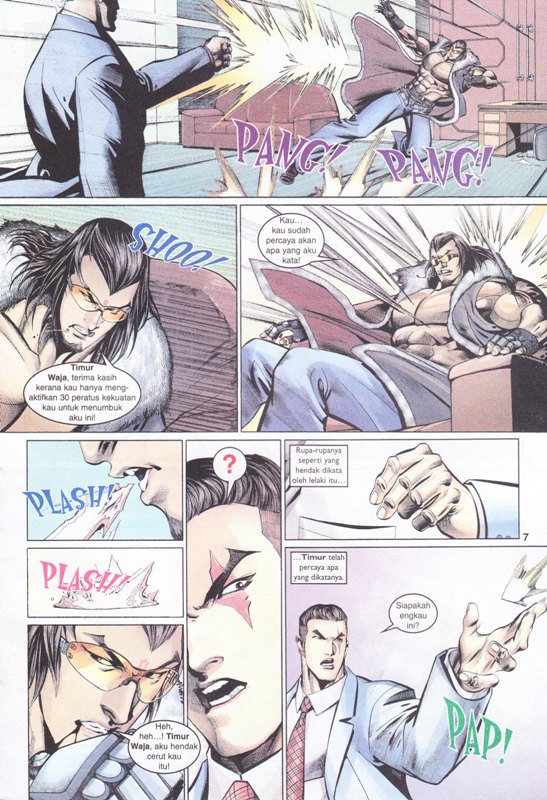 PANG!
PANG!
SHOO!
Timur
Waja, terima kasih
kerana kau hanya meng-
aktifkan 30 peratus kekuatan
kau untuk menumbuk
aku ini!
Kau...
kau sudah
percaya akan
apa yang aku
kata!
PLASH!
PLASH!
Heh,
heh...! Timur
Waja, aku hendak
cerut kau
itu!
?
Rupa-rupanya
seperti yang
hendak dikata
oleh lelaki itu...
7
...Timur telah
percaya apa
yang dikatanya.
Siapakah
engkau
ini?
PAP!